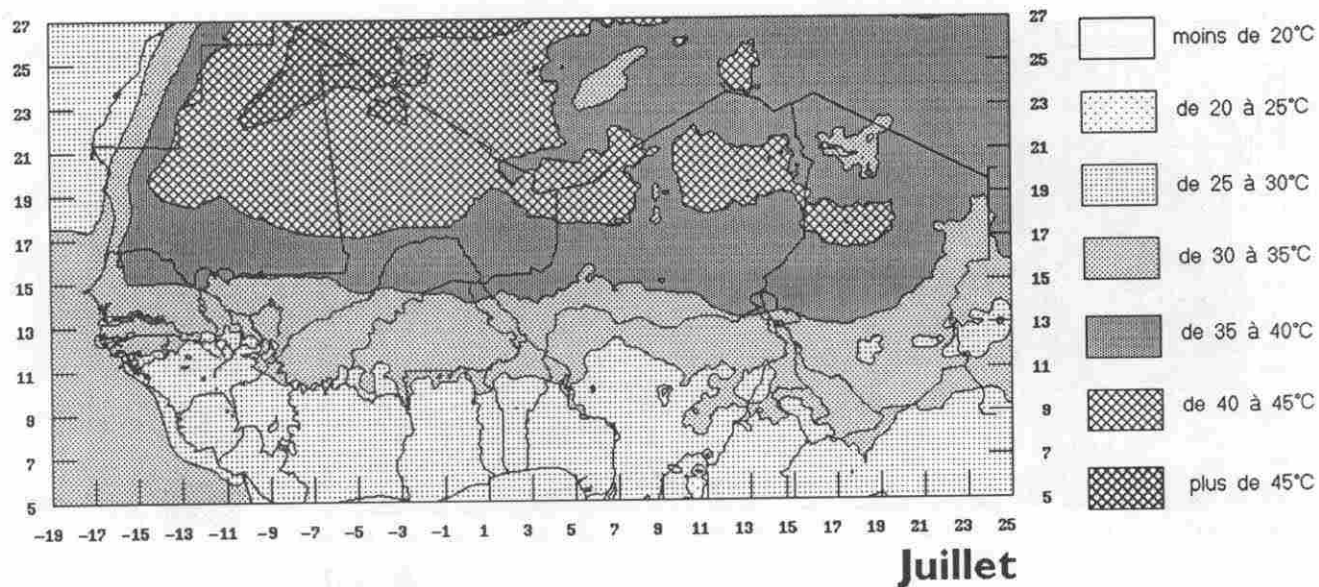 27
25
23
21
19
17
15
13
11
9
7
5
-19 -17 -15 -13 -11 -9 -7 -5 -3 -1 1 3 5 7 9 11 13 15 17 19 21 23 25
27
25
23
21
19
17
15
13
11
9
7
5
moins de 20°C
de 20 à 25°C
de 25 à 30°C
de 30 à 35°C
de 35 à 40°C
de 40 à 45°C
plus de 45°C
Juillet